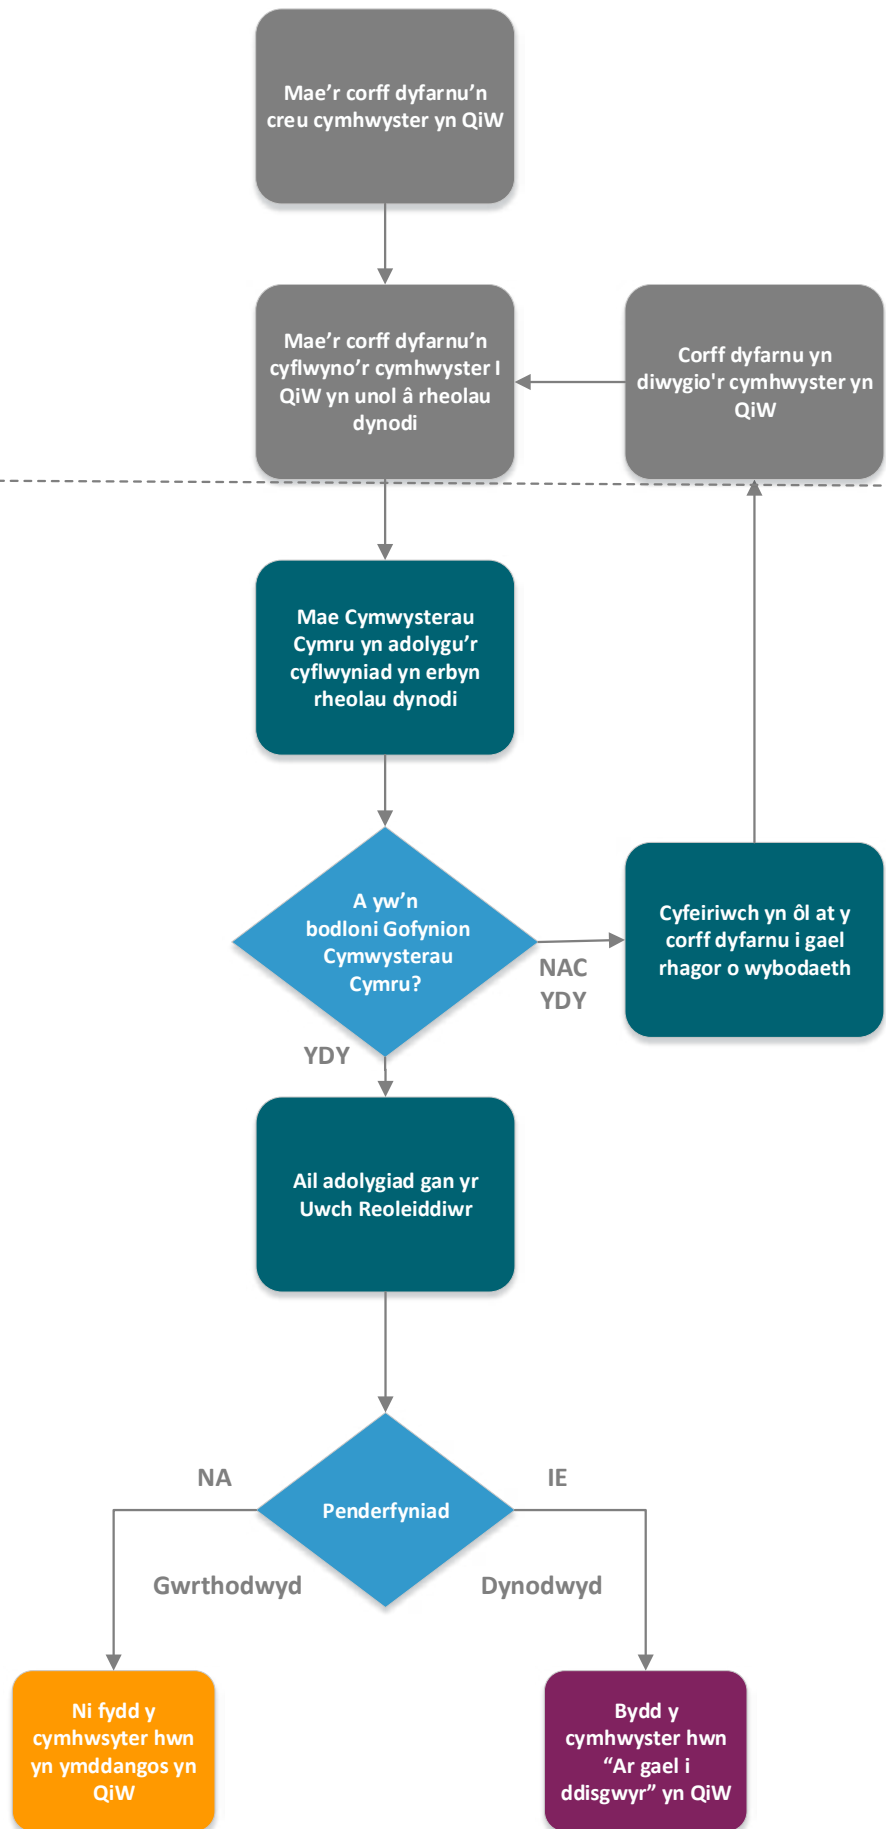 Mae’r corff dyfarnu’n
creu cymhwyster yn QiW
Mae’r corff dyfarnu’n
cyflwyno’r cymhwyster I
QiW yn unol â rheolau
dynodi
Corff dyfarnu yn
diwygio'r cymhwyster yn
QiW
Mae Cymwysterau
Cymru yn adolygu’r
cyflwyniad yn erbyn
rheolau dynodi
A yw’n
bodloni Gofynion
Cymwysterau
Cymru?
NAC
YDY
Cyfeiriwch yn ôl at y
corff dyfarnu i gael
rhagor o wybodaeth
YDY
Ail adolygiad gan yr
Uwch Reoleiddiwr
Penderfyniad
NA
IE
Gwrthodwyd
Dynodwyd
Ni fydd y
cymhwsyter hwn
yn ymddangos yn
QiW
Bydd y
cymhwyster hwn
“Ar gael i
ddisgwyr” yn QiW